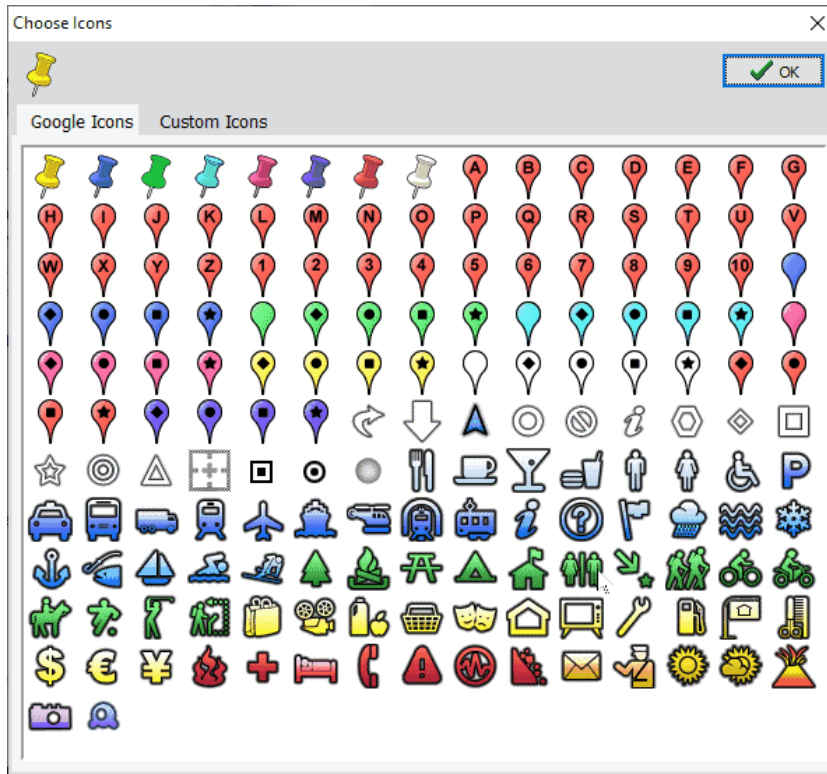 Choose Icons
OK
Google Icons Custom Icons
A B C D E F G
H I J K L M N O P Q R S T U V
W X Y Z 1 2 3 4 5 6 7 8 9 10
i
P
i ?
$ € ¥